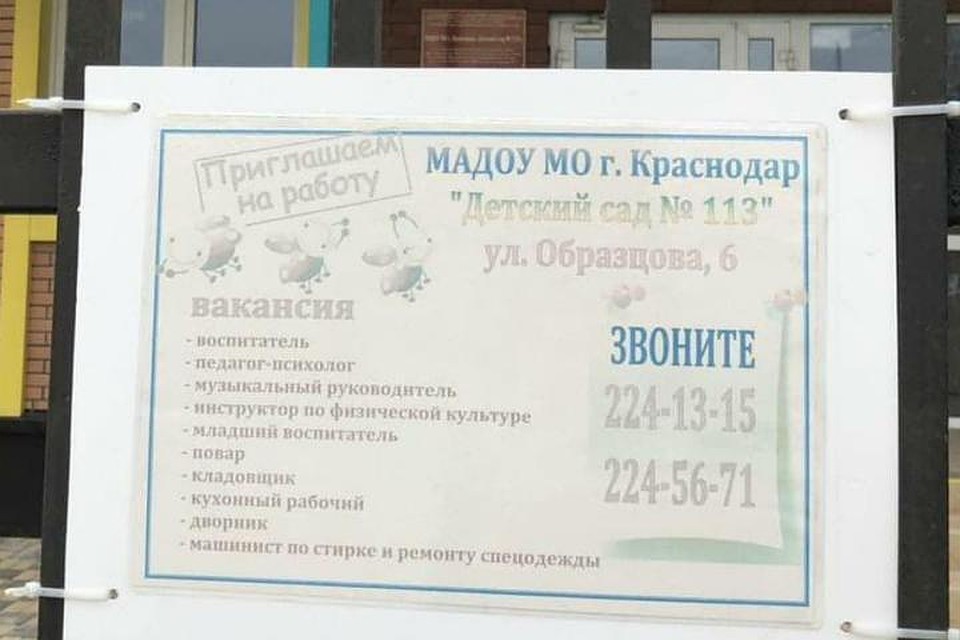 Приглашаем
на работу
МАДОУ МО г. Краснодар
"Детский сад № 113"
ул. Образцова, 6
вакансия
- воспитатель
- педагог-психолог
- музыкальный руководитель
- инструктор по физической культуре
- младший воспитатель
- повар
- кладовщик
- кухонный рабочий
- дворник
- машинист по стирке и ремонту спецодежды
ЗВОНИТЕ
224-13-15
224-56-71